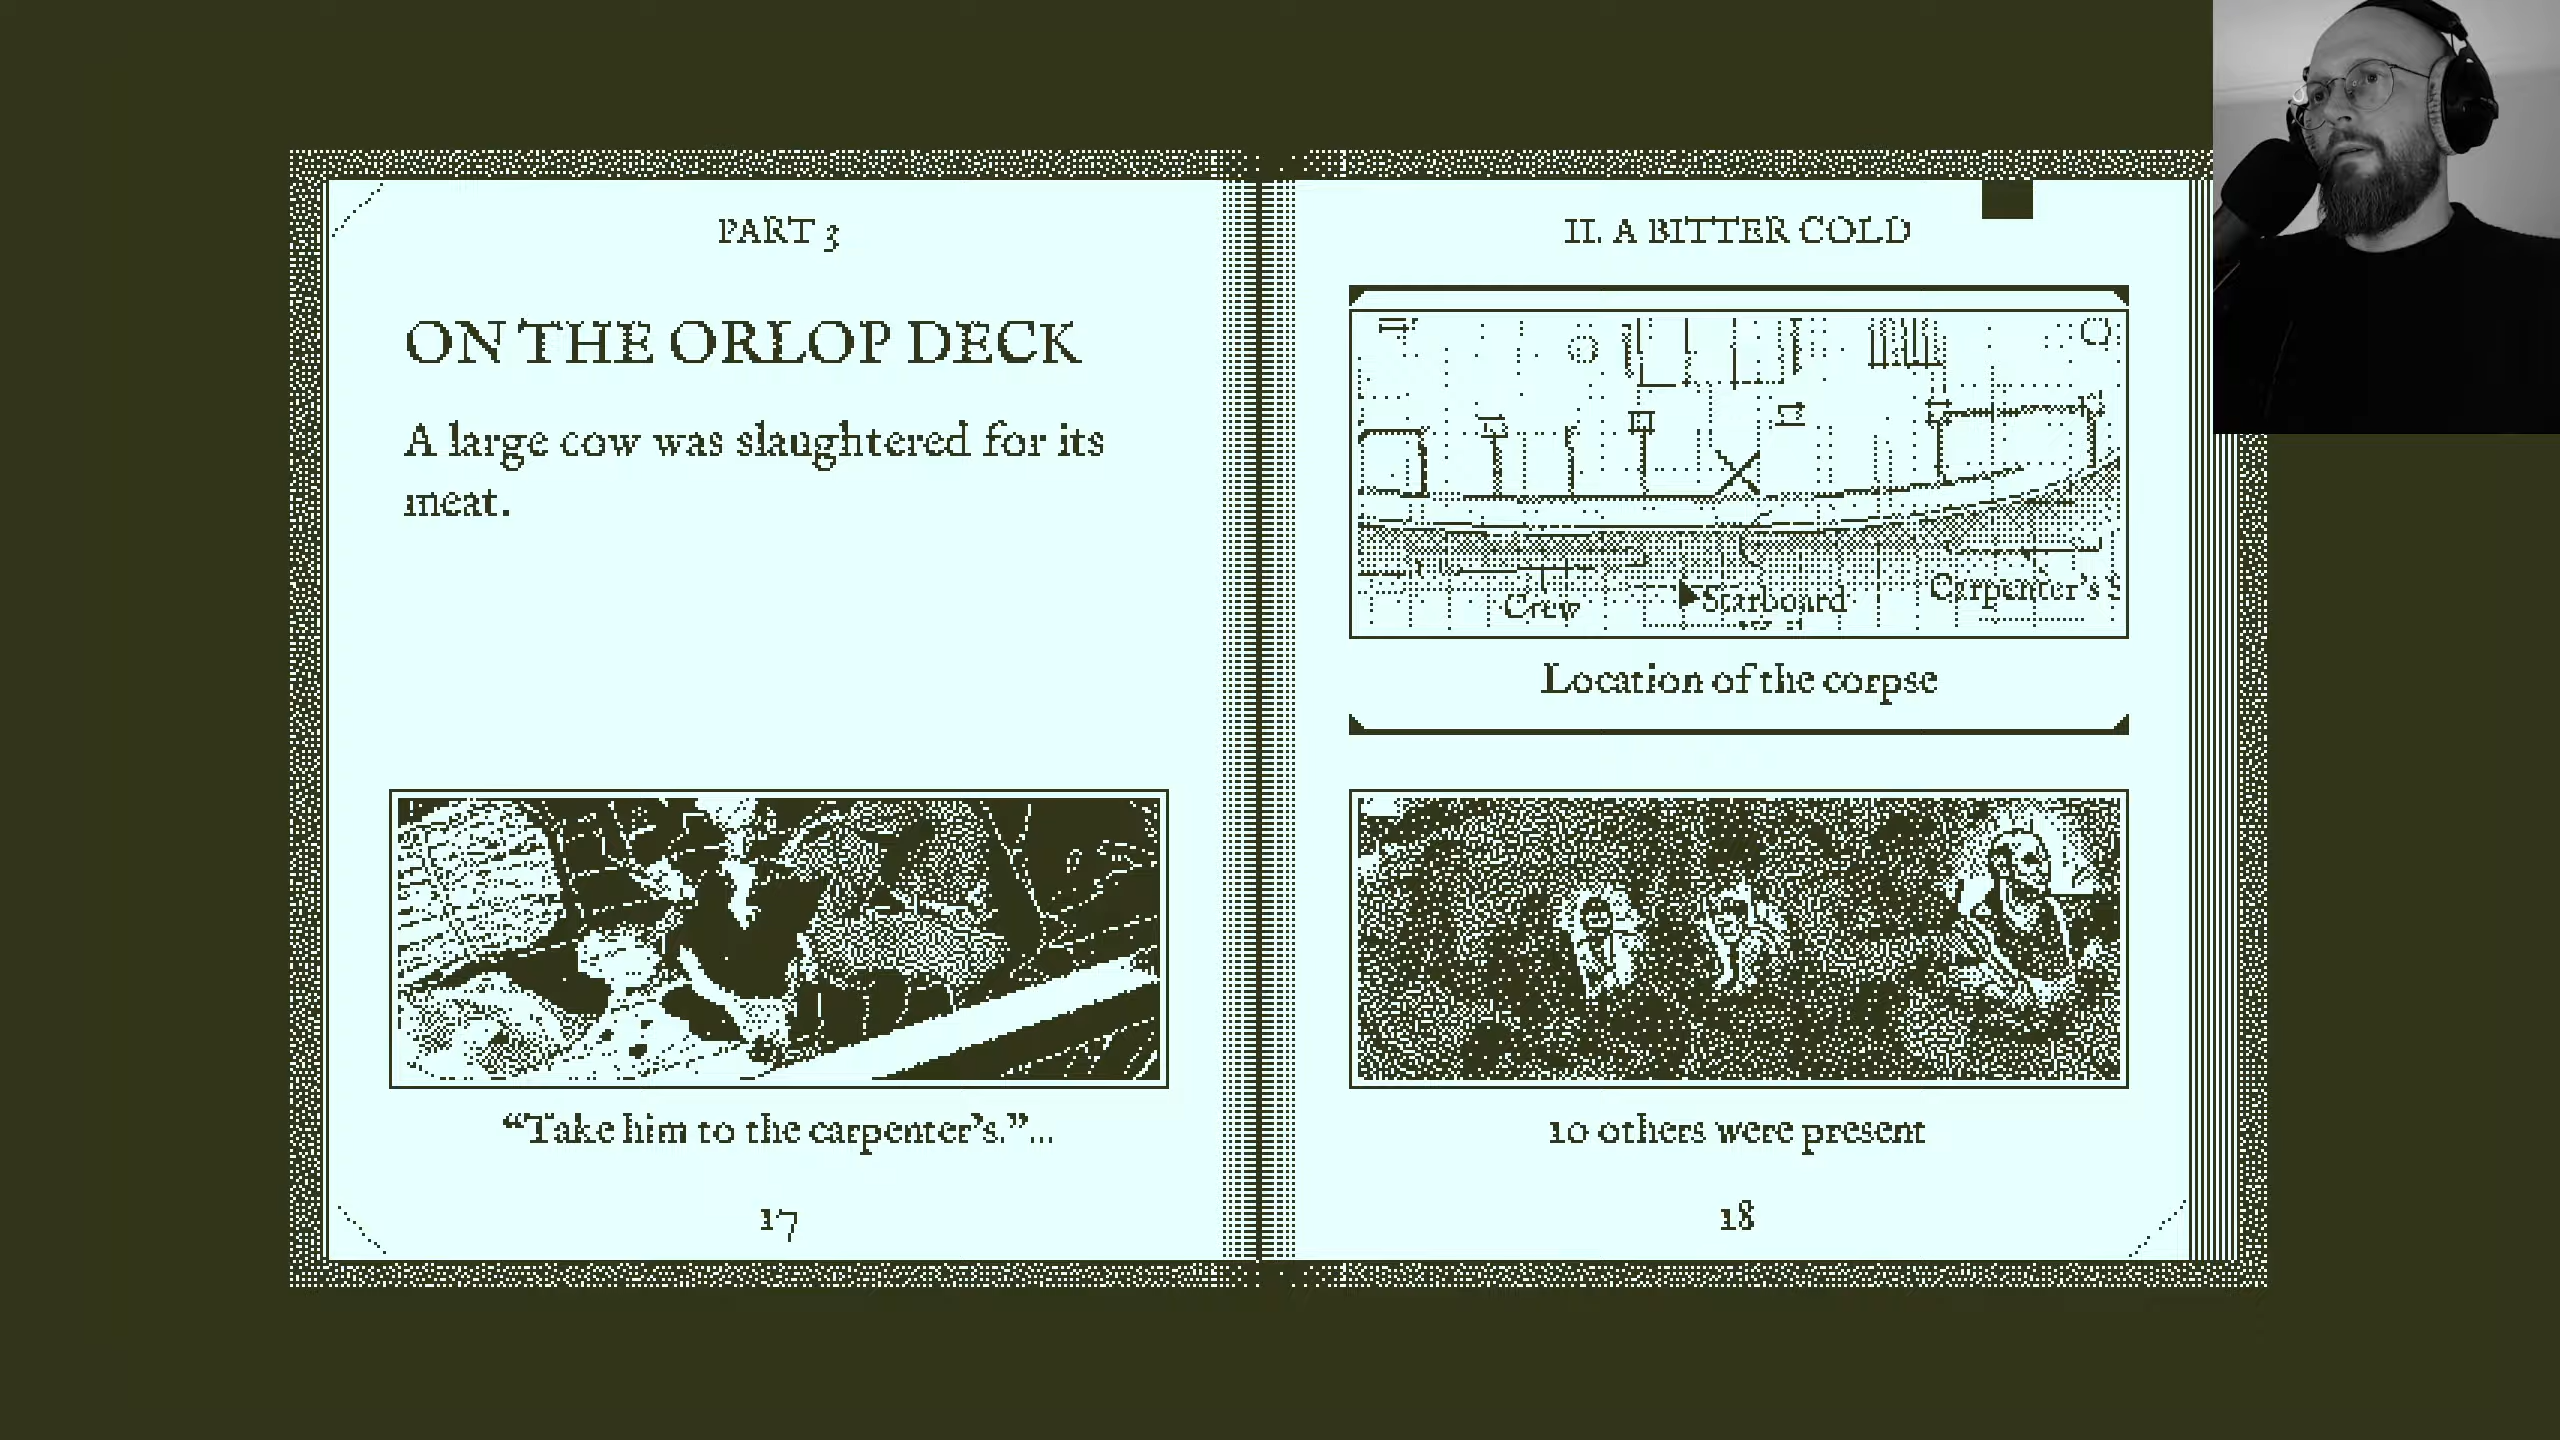 PART 3
ON THE ORLOP DECK
A large cow was slaughtered for its
meat.
“Take him to the carpenter’s.”...
17
II. A BITTER COLD
Crew
Starboard
Carpenter's S
Location of the corpse
10 others were present
18